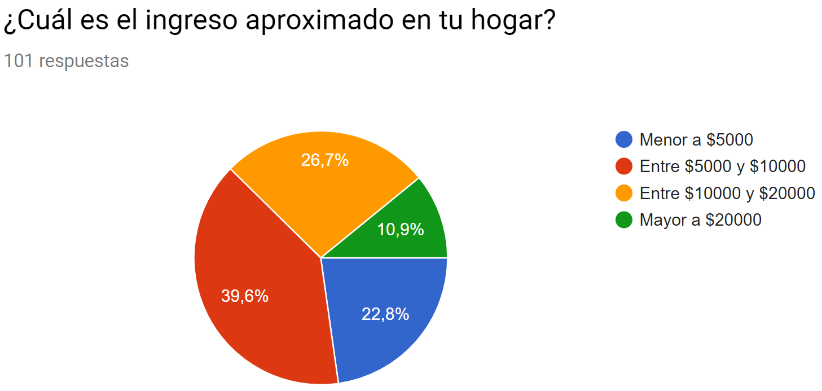 ¿Cuál es el ingreso aproximado en tu hogar?
101 respuestas
26,7%
10,9%
39,6%
22,8%
Menor a $5000
Entre $5000 y $10000
Entre $10000 y $20000
Mayor a $20000